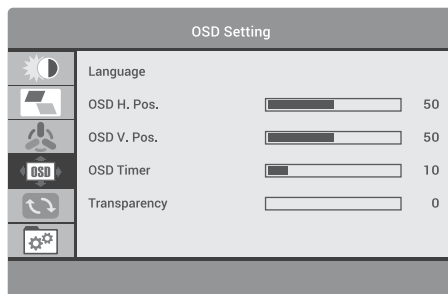 OSD Setting
Language
OSD H. Pos. 50
OSD V. Pos. 50
OSD
OSD Timer 10
Transparency 0